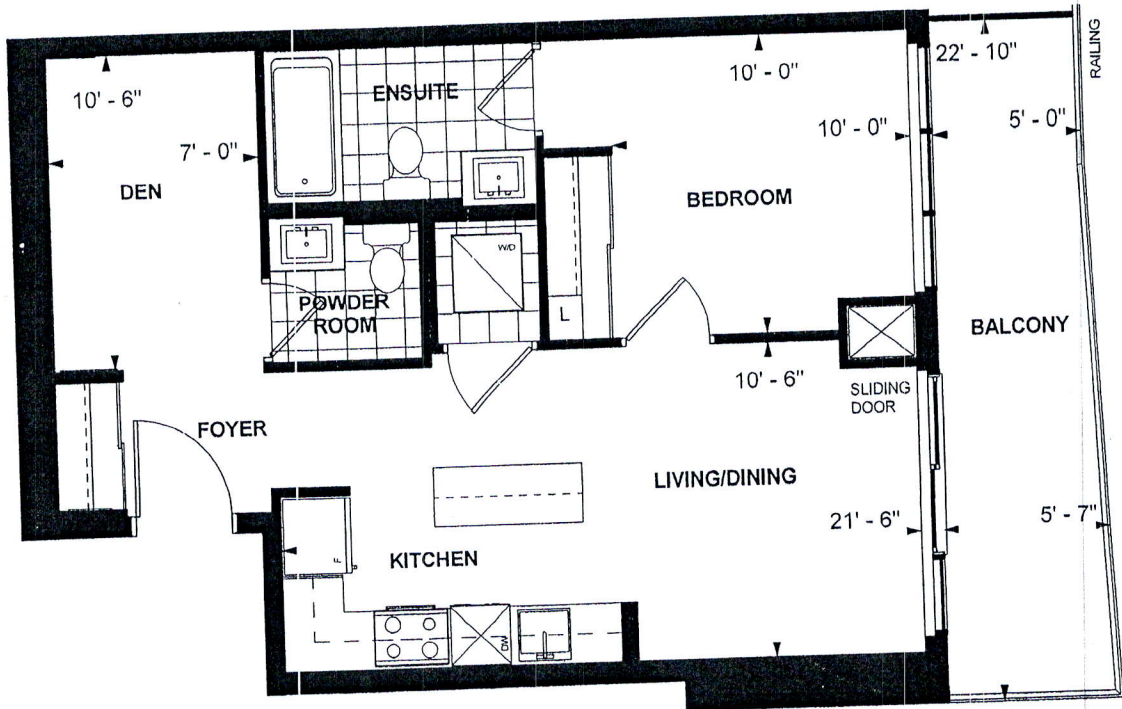 22' - 10"
RAILING
10' - 6"
ENSUITE
10' - 0"
5' - 0"
7' - 0"
10' - 0"
DEN
BEDROOM
W/D
POWDER
ROOM
L
BALCONY
10' - 6"
SLIDING
DOOR
FOYER
LIVING/DINING
21' - 6"
5' - 7"
F
KITCHEN
DW